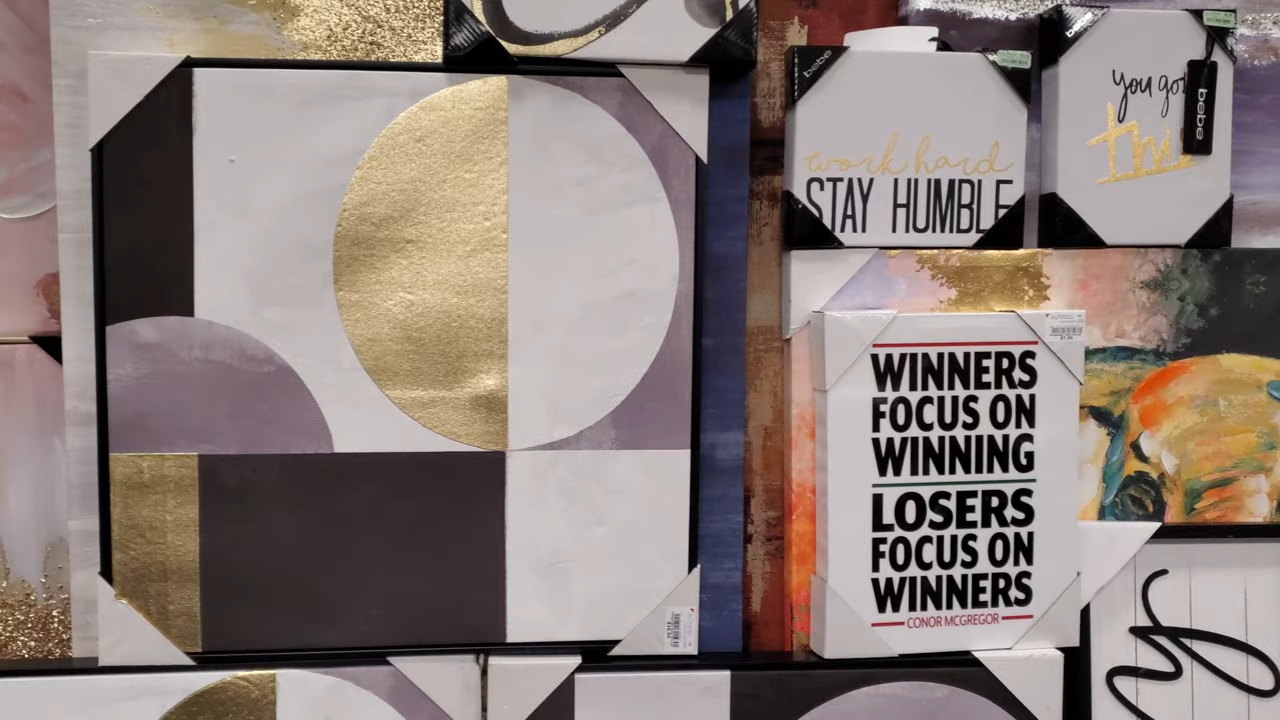 bebe
work hard
STAY HUMBLE
bebe
you got
this
bebe
WINNERS
FOCUS ON
WINNING
LOSERS
FOCUS ON
WINNERS
CONOR MCGREGOR